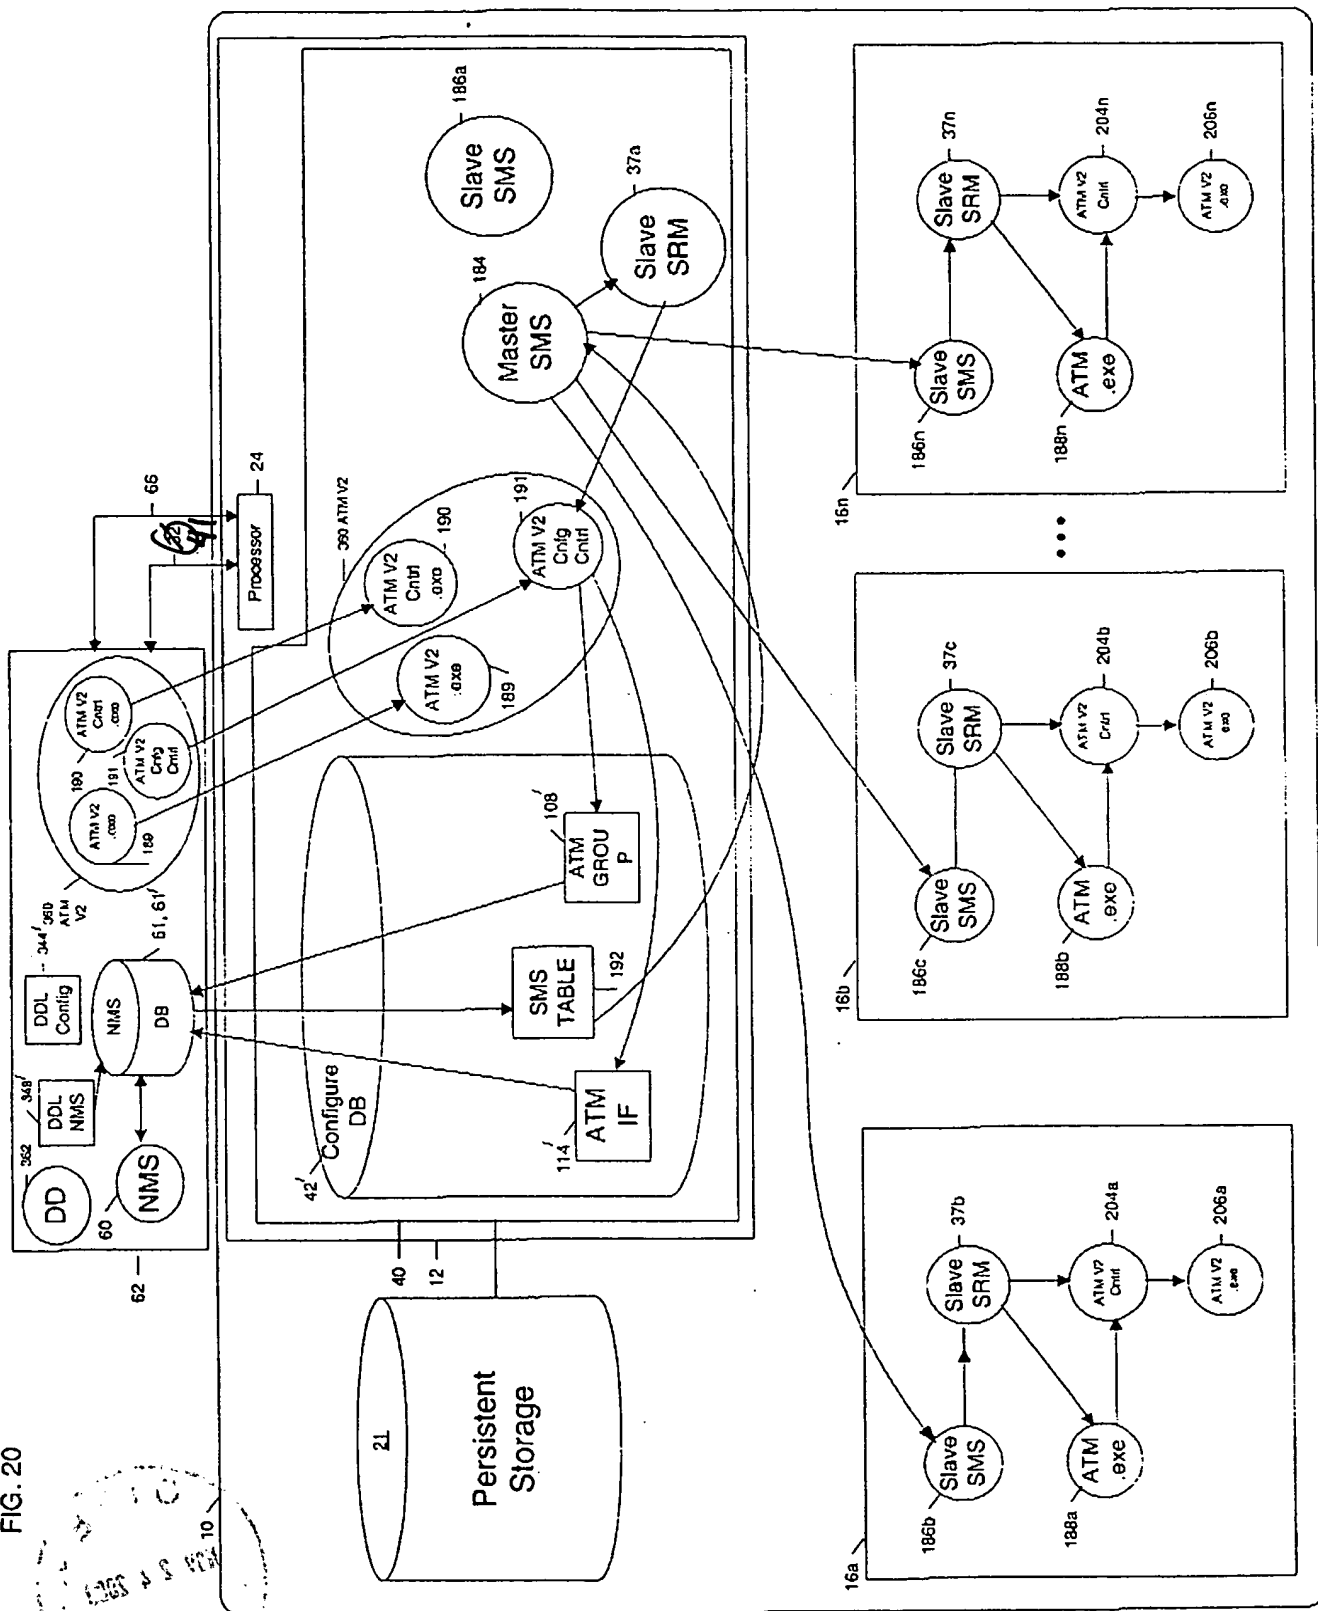 FIG. 20
10
62
DD
362
NMS
60
DDL
NMS
348'
DDL
Config
344'
NMS
DB
61, 61'
360'
ATM
V2
ATM V2
.exe
189
ATM V2
Cntrl
.exe
190
ATM V2
Cnfg
Cntrl
191
66
Processor
24
21
Persistent
Storage
40
12
42'
Configure
DB
ATM
IF
114'
SMS
TABLE
192
ATM
GROU
P
108'
360 ATM V2
ATM V2
.exe
189
ATM V2
Cntrl
.exe
190
ATM V2
Cnfg
Cntrl
191
Master
SMS
184
Slave
SMS
186a
Slave
SRM
37a
16a
Slave
SMS
186b
Slave
SRM
37b
ATM
.exe
188a
ATM V2
Cntrl
204a
ATM V2
.exe
206a
16b
Slave
SMS
186c
Slave
SRM
37c
ATM
.exe
188b
ATM V2
Cntrl
204b
ATM V2
exe
206b
•••
16n
Slave
SMS
186n
Slave
SRM
37n
ATM
.exe
188n
ATM V2
Cntrl
204n
ATM V2
.exe
206n